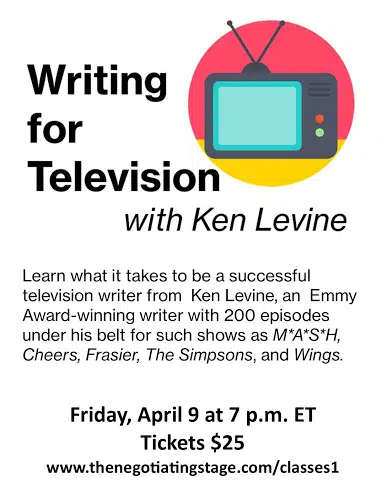 Writing
for
Television
with Ken Levine
Learn what it takes to be a successful
television writer from Ken Levine, an Emmy
Award-winning writer with 200 episodes
under his belt for such shows as M*A*S*H,
Cheers, Frasier, The Simpsons, and Wings.
Friday, April 9 at 7 p.m. ET
Tickets $25
www.thenegotiatingstage.com/classes1